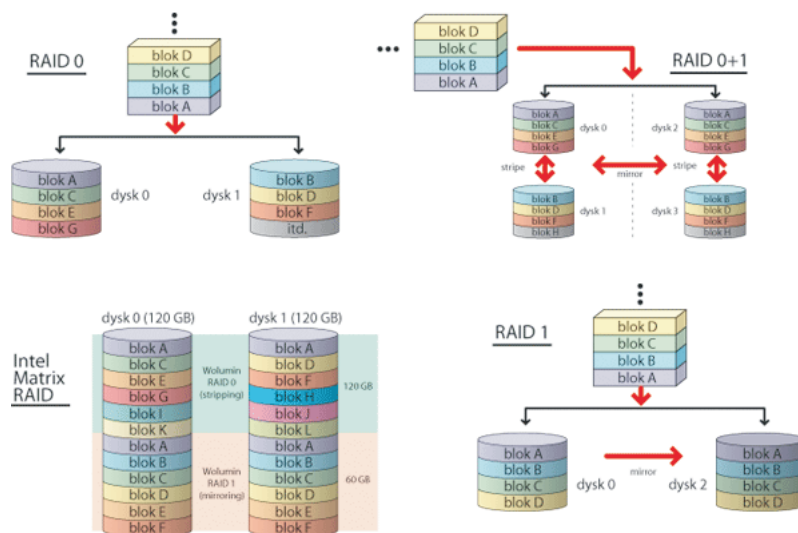 RAID 0
blok D
blok C
blok B
blok A
blok A
blok C
blok E
blok G
dysk 0
dysk 1
blok B
blok D
blok F
itd.
blok D
blok C
blok B
blok A
RAID 0+1
blok A
blok C
blok E
blok G
dysk 0
dysk 2
blok A
blok C
blok E
blok G
stripe
mirror
stripe
blok B
blok D
blok F
blok H
dysk 1
dysk 3
blok B
blok D
blok F
blok H
Intel
Matrix
RAID
dysk 0 (120 GB)
dysk 1 (120 GB)
blok A
blok C
blok E
blok G
blok I
blok K
blok A
blok B
blok C
blok D
blok E
blok F
Wolumin
RAID 0
(stripping)
Wolumin
RAID 1
(mirroring)
blok A
blok D
blok F
blok H
blok J
blok L
blok A
blok B
blok C
blok D
blok E
blok F
120 GB
60 GB
RAID 1
blok D
blok C
blok B
blok A
blok A
blok B
blok C
blok D
dysk 0
mirror
dysk 2
blok A
blok B
blok C
blok D